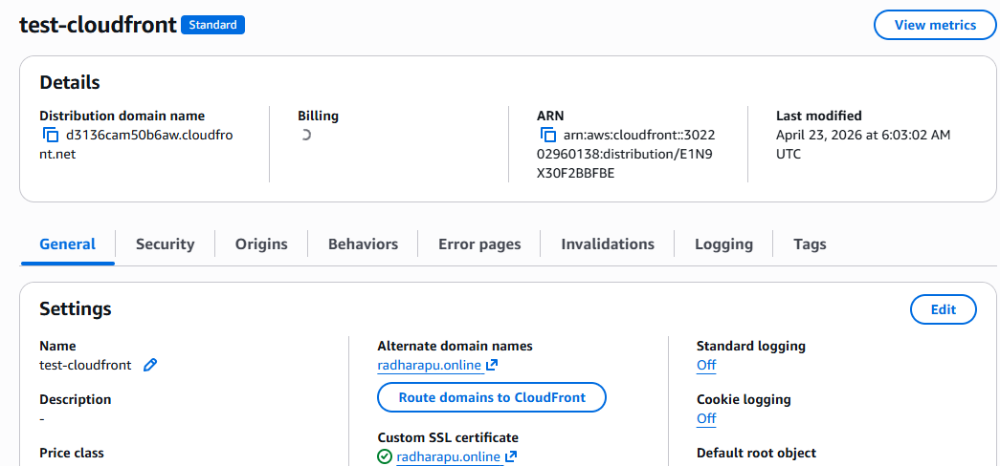 test-cloudfront Standard
View metrics
Details
Distribution domain name
d3136cam50b6aw.cloudfro
nt.net
Billing
ARN
arn:aws:cloudfront::3022
02960138:distribution/E1N9
X30F2BBFBE
Last modified
April 23, 2026 at 6:03:02 AM
UTC
General
Security
Origins
Behaviors
Error pages
Invalidations
Logging
Tags
Settings
Edit
Name
test-cloudfront
Description
-
Price class
Alternate domain names
radharapu.online
Route domains to CloudFront
Custom SSL certificate
radharapu.online
Standard logging
Off
Cookie logging
Off
Default root object